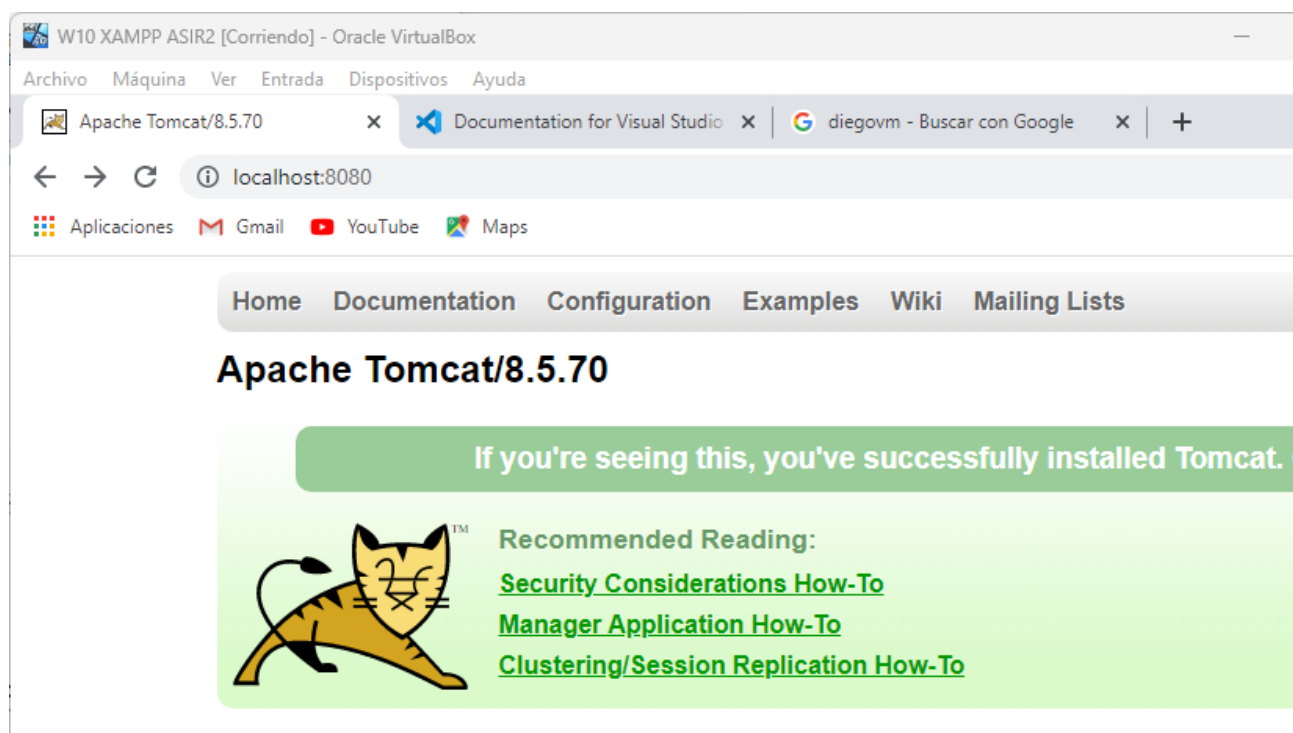 W10 XAMPP ASIR2 [Corriendo] - Oracle VirtualBox
Archivo Máquina Ver Entrada Dispositivos Ayuda
Apache Tomcat/8.5.70 Documentation for Visual Studio diegovm - Buscar con Google
localhost:8080
Aplicaciones Gmail YouTube Maps
Home Documentation Configuration Examples Wiki Mailing Lists
Apache Tomcat/8.5.70
If you're seeing this, you've successfully installed Tomcat.
TM
Recommended Reading:
Security Considerations How-To
Manager Application How-To
Clustering/Session Replication How-To